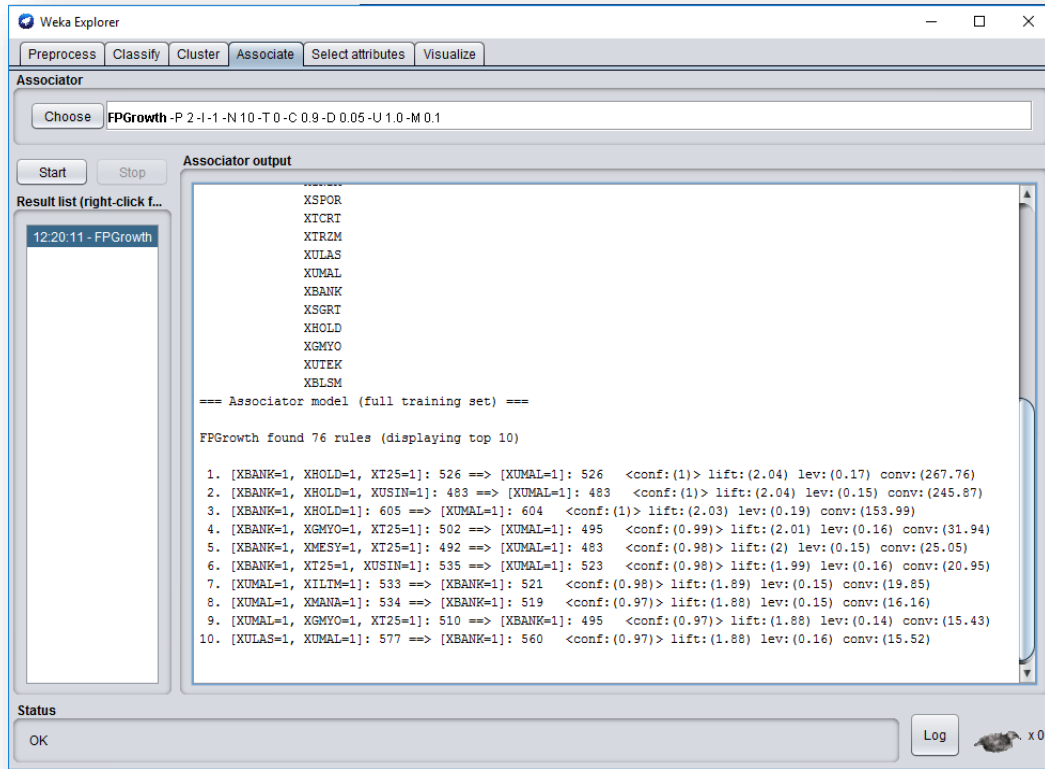 Weka Explorer
Preprocess Classify Cluster Associate Select attributes Visualize
Associator
Choose FPGrowth -P 2 -I -1 -N 10 -T 0 -C 0.9 -D 0.05 -U 1.0 -M 0.1
Start Stop
Result list (right-click f...
12:20:11 - FPGrowth
Associator output
XSPOR
XTCRT
XTRZM
XULAS
XUMAL
XBANK
XSGRT
XHOLD
XGMYO
XUTEK
XBLSM
=== Associator model (full training set) ===
FPGrowth found 76 rules (displaying top 10)
1. [XBANK=1, XHOLD=1, XT25=1]: 526 ==> [XUMAL=1]: 526 <conf:(1)> lift:(2.04) lev:(0.17) conv:(267.76)
2. [XBANK=1, XHOLD=1, XUSIN=1]: 483 ==> [XUMAL=1]: 483 <conf:(1)> lift:(2.04) lev:(0.15) conv:(245.87)
3. [XBANK=1, XHOLD=1]: 605 ==> [XUMAL=1]: 604 <conf:(1)> lift:(2.03) lev:(0.19) conv:(153.99)
4. [XBANK=1, XGMYO=1, XT25=1]: 502 ==> [XUMAL=1]: 495 <conf:(0.99)> lift:(2.01) lev:(0.16) conv:(31.94)
5. [XBANK=1, XMESY=1, XT25=1]: 492 ==> [XUMAL=1]: 483 <conf:(0.98)> lift:(2) lev:(0.15) conv:(25.05)
6. [XBANK=1, XT25=1, XUSIN=1]: 535 ==> [XUMAL=1]: 523 <conf:(0.98)> lift:(1.99) lev:(0.16) conv:(20.95)
7. [XUMAL=1, XILTM=1]: 533 ==> [XBANK=1]: 521 <conf:(0.98)> lift:(1.89) lev:(0.15) conv:(19.85)
8. [XUMAL=1, XMANA=1]: 534 ==> [XBANK=1]: 519 <conf:(0.97)> lift:(1.88) lev:(0.15) conv:(16.16)
9. [XUMAL=1, XGMYO=1, XT25=1]: 510 ==> [XBANK=1]: 495 <conf:(0.97)> lift:(1.88) lev:(0.14) conv:(15.43)
10. [XULAS=1, XUMAL=1]: 577 ==> [XBANK=1]: 560 <conf:(0.97)> lift:(1.88) lev:(0.16) conv:(15.52)
Status
OK
Log
x 0